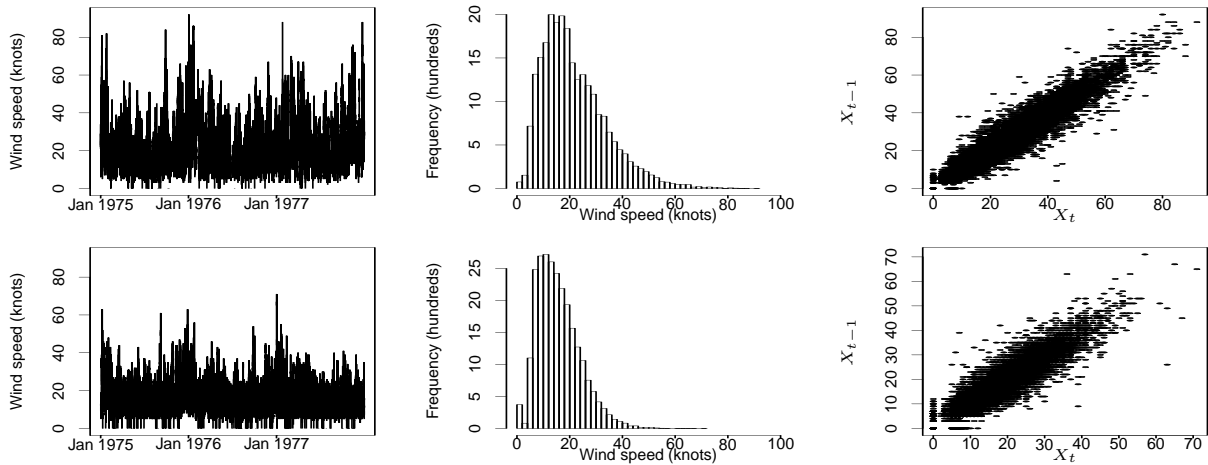 Wind speed (knots)
0 20 40 60 80
Jan 1975 Jan 1976 Jan 1977
Frequency (hundreds)
0 5 10 15 20
0 20 40 60 80 100
Wind speed (knots)
X_{t−1}
0 20 40 60 80
0 20 40 60 80
X_t
Wind speed (knots)
0 20 40 60 80
Jan 1975 Jan 1976 Jan 1977
Frequency (hundreds)
0 5 10 15 20 25
0 20 40 60 80 100
Wind speed (knots)
X_{t−1}
0 10 20 30 40 50 70
0 10 20 30 40 50 60 70
X_t